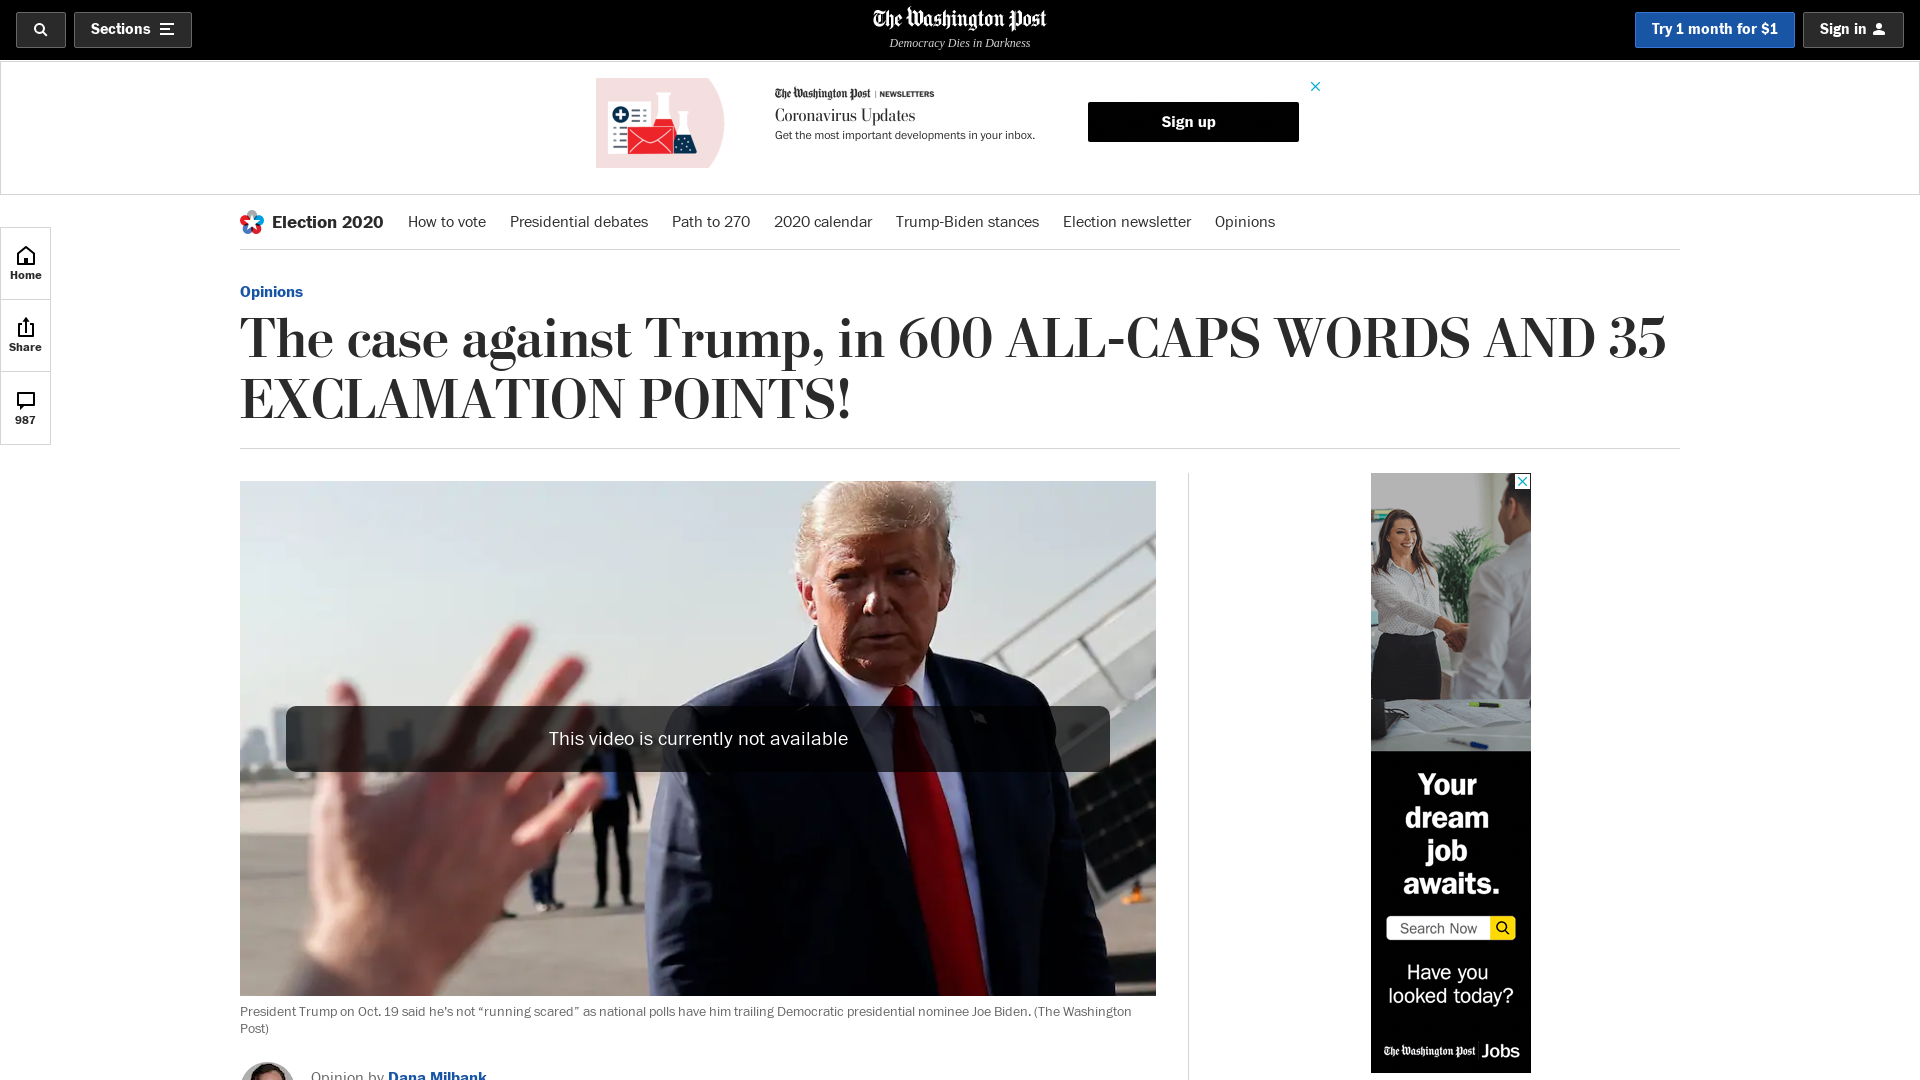 Sections
The Washington Post
Democracy Dies in Darkness
Try 1 month for $1
Sign in
The Washington Post | NEWSLETTERS
Coronavirus Updates
Get the most important developments in your inbox.
Sign up
Election 2020
How to vote
Presidential debates
Path to 270
2020 calendar
Trump-Biden stances
Election newsletter
Opinions
Home
Share
987
Opinions
The case against Trump, in 600 ALL-CAPS WORDS AND 35
EXCLAMATION POINTS!
This video is currently not available
President Trump on Oct. 19 said he’s not “running scared” as national polls have him trailing Democratic presidential nominee Joe Biden. (The Washington
Post)
Opinion by Dana Milbank
Your
dream
job
awaits.
Search Now
Have you
looked today?
The Washington Post Jobs